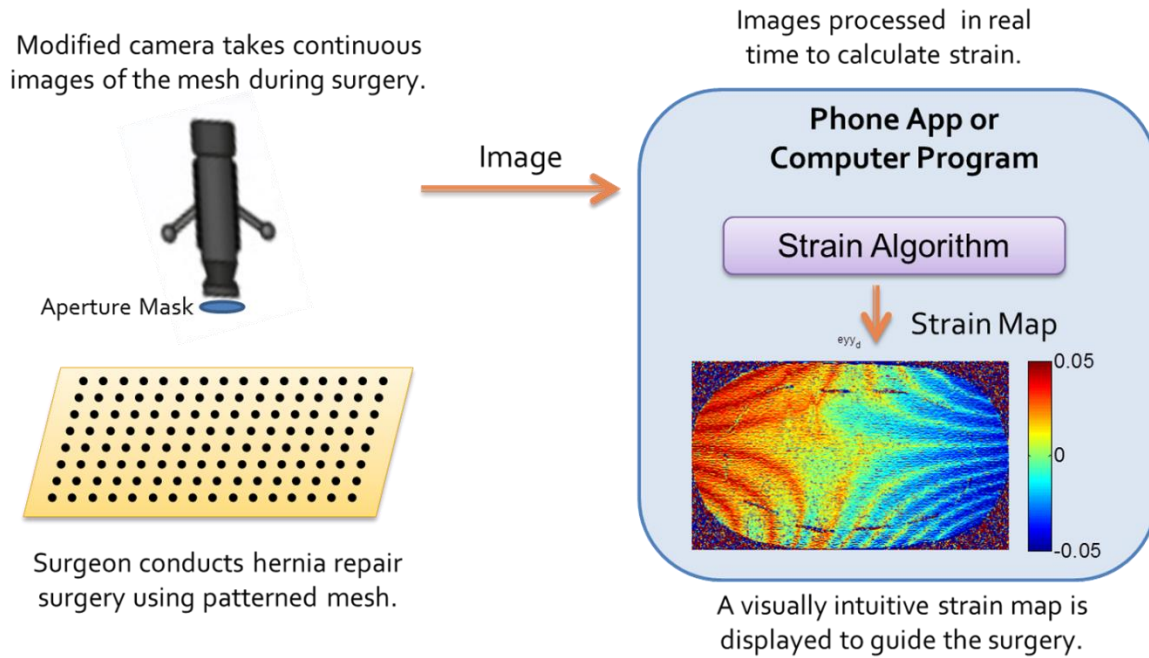 Modified camera takes continuous
images of the mesh during surgery.
Aperture Mask
Surgeon conducts hernia repair
surgery using patterned mesh.
Image
Images processed in real
time to calculate strain.
Phone App or
Computer Program
Strain Algorithm
Strain Map
eyy_d
0.05
0
-0.05
A visually intuitive strain map is
displayed to guide the surgery.